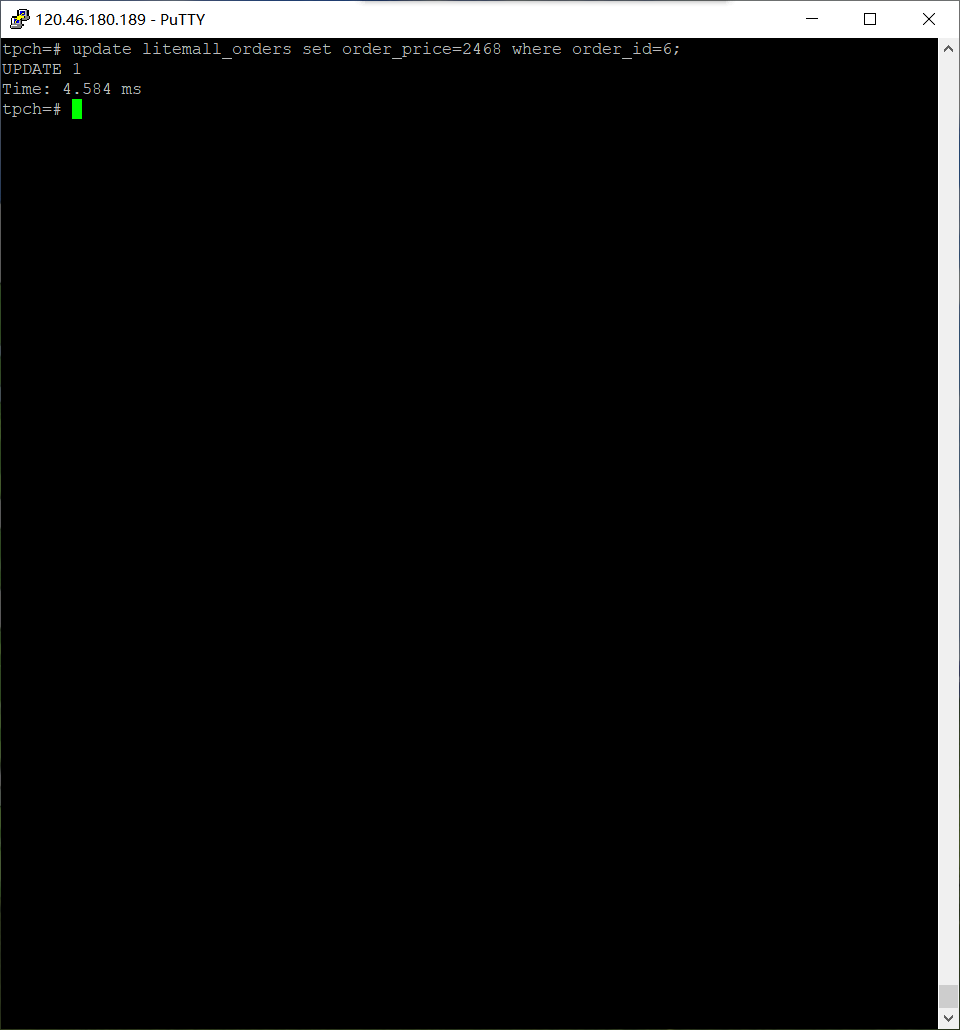 120.46.180.189 - PuTTY
tpch=# update litemall_orders set order_price=2468 where order_id=6;
UPDATE 1
Time: 4.584 ms
tpch=#